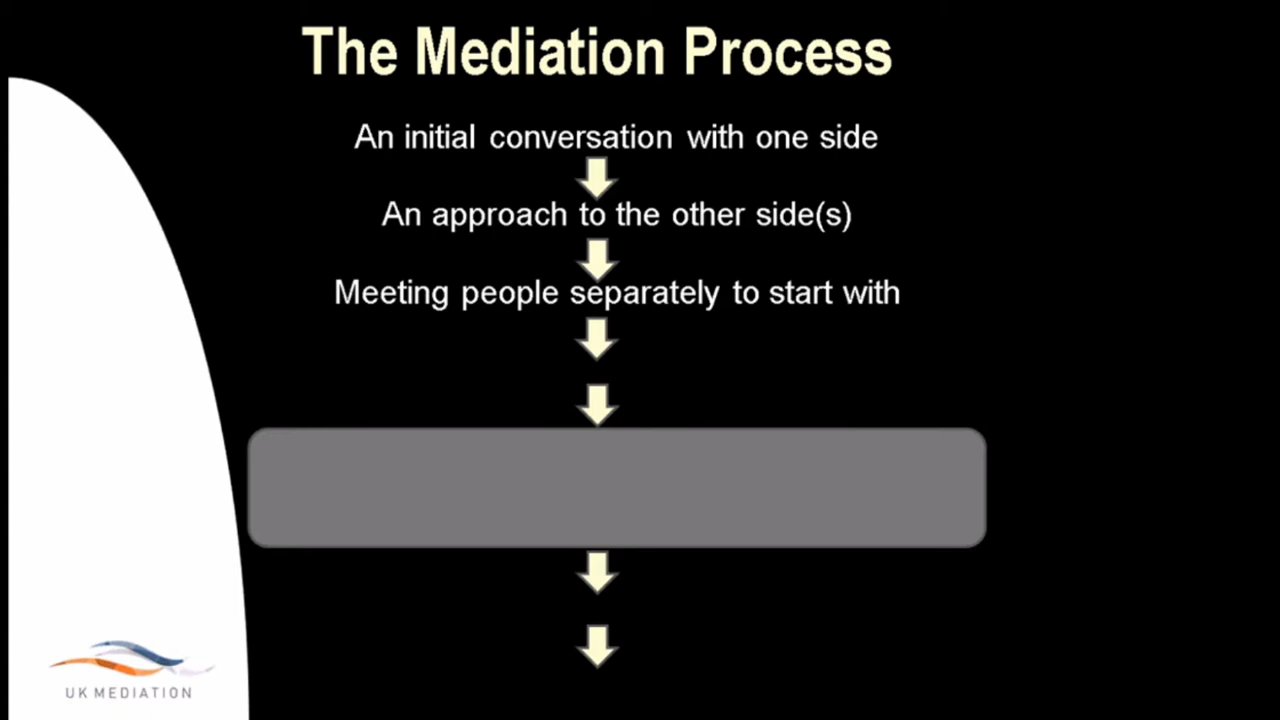 The Mediation Process
An initial conversation with one side
An approach to the other side(s)
Meeting people separately to start with
UK MEDIATION